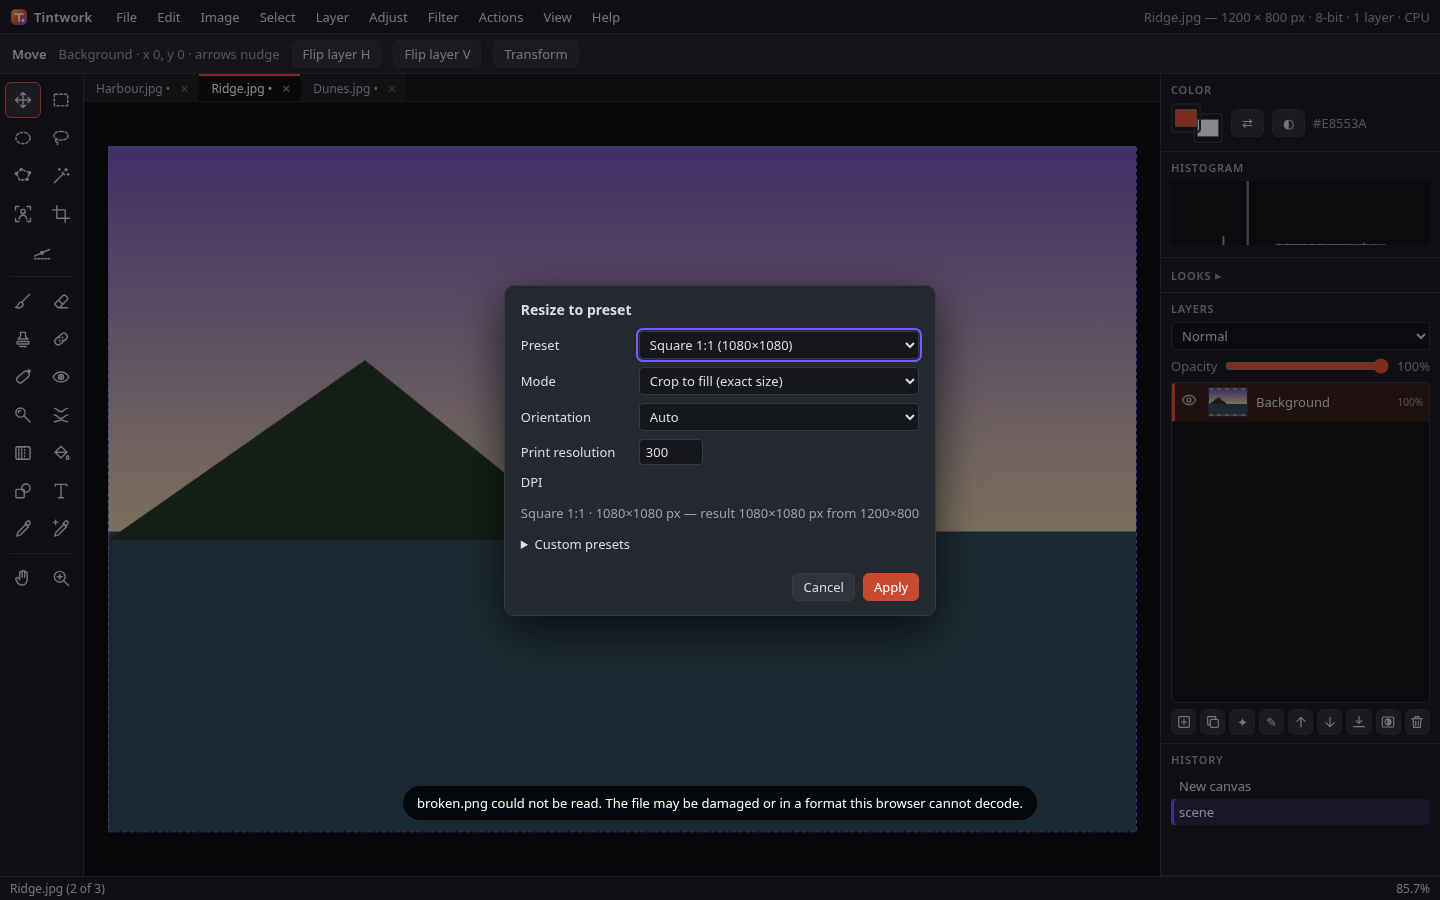 Tintwork File Edit Image Select Layer Adjust Filter Actions View Help Ridge.jpg — 1200 × 800 px · 8-bit · 1 layer · CPU
Move Background · x 0, y 0 · arrows nudge Flip layer H Flip layer V Transform
Harbour.jpg • × Ridge.jpg • × Dunes.jpg • ×
COLOR
#E8553A
HISTOGRAM
LOOKS ▸
LAYERS
Normal
Opacity 100%
Background 100%
Resize to preset
Preset Square 1:1 (1080×1080)
Mode Crop to fill (exact size)
Orientation Auto
Print resolution 300
DPI
Square 1:1 · 1080×1080 px — result 1080×1080 px from 1200×800
▶ Custom presets
Cancel Apply
HISTORY
New canvas
scene
broken.png could not be read. The file may be damaged or in a format this browser cannot decode.
Ridge.jpg (2 of 3) 85.7%